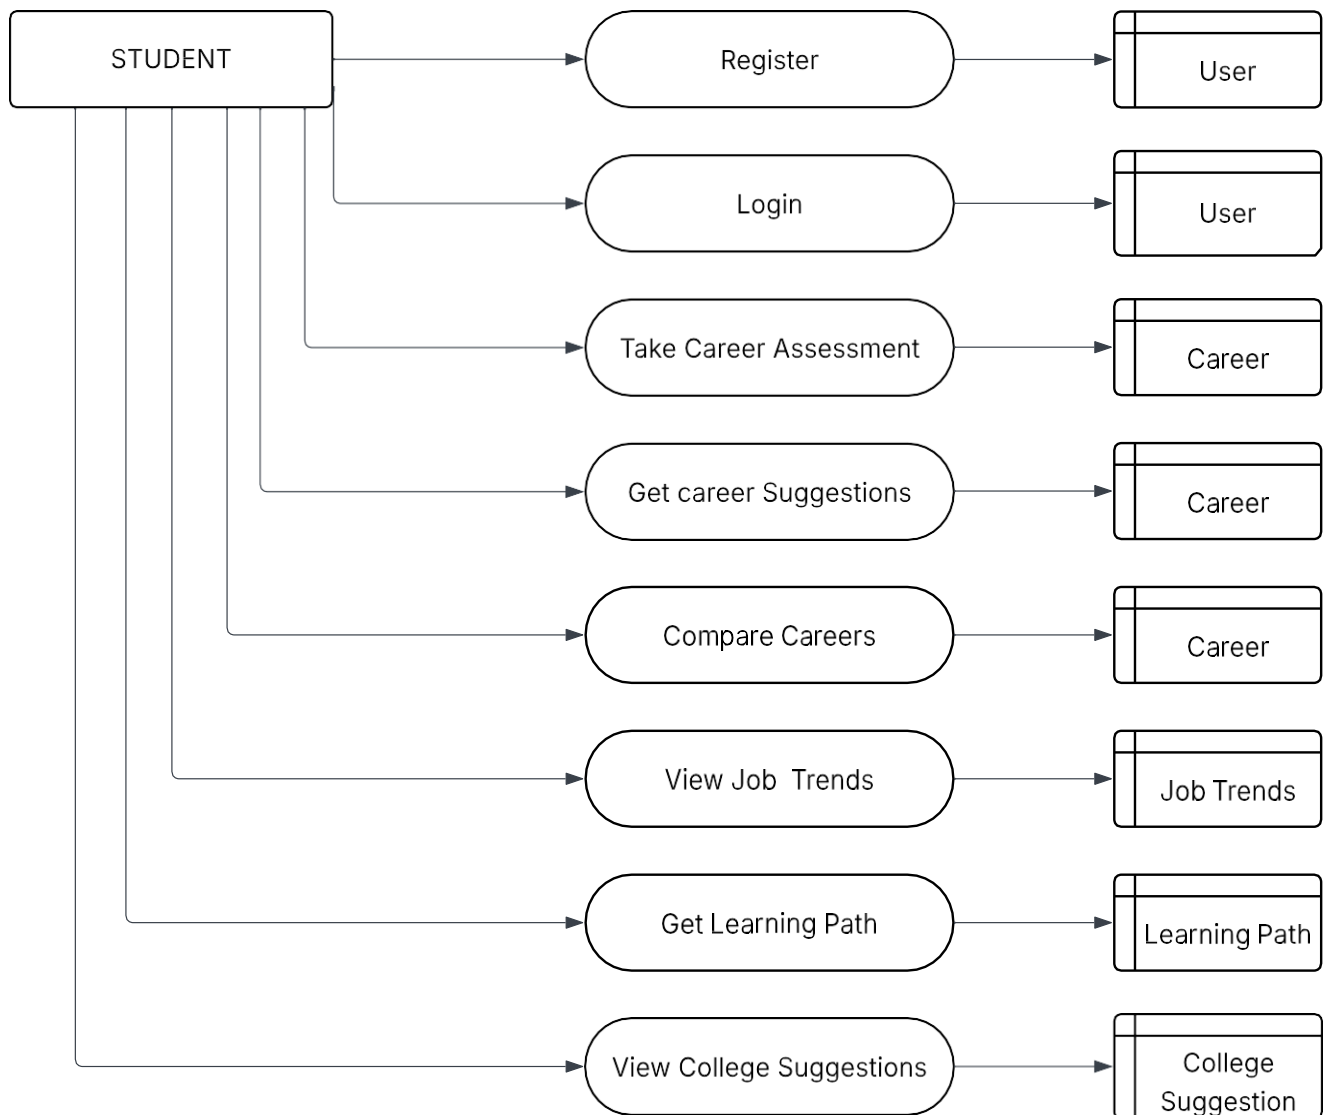 STUDENT
Register
User
Login
User
Take Career Assessment
Career
Get career Suggestions
Career
Compare Careers
Career
View Job  Trends
Job Trends
Get Learning Path
Learning Path
View College Suggestions
College
Suggestion